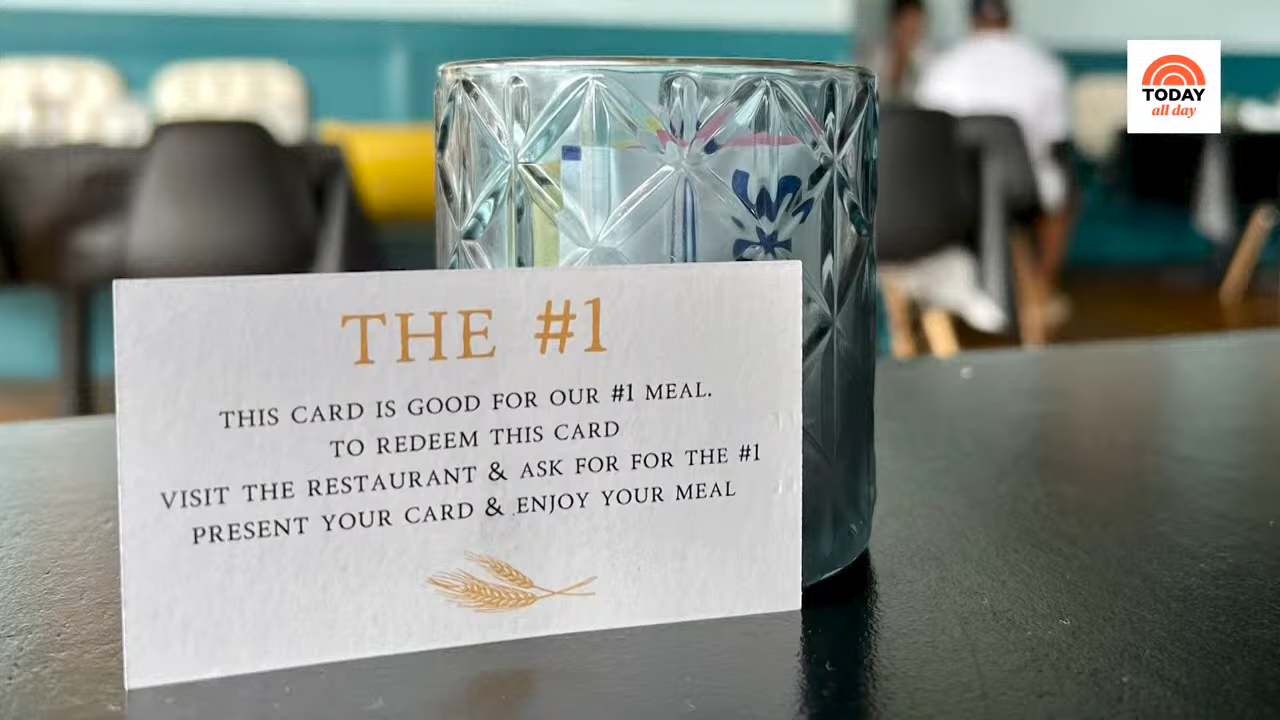 THE #1
THIS CARD IS GOOD FOR OUR #1 MEAL.
TO REDEEM THIS CARD
VISIT THE RESTAURANT & ASK FOR FOR THE #1
PRESENT YOUR CARD & ENJOY YOUR MEAL
TODAY
all day